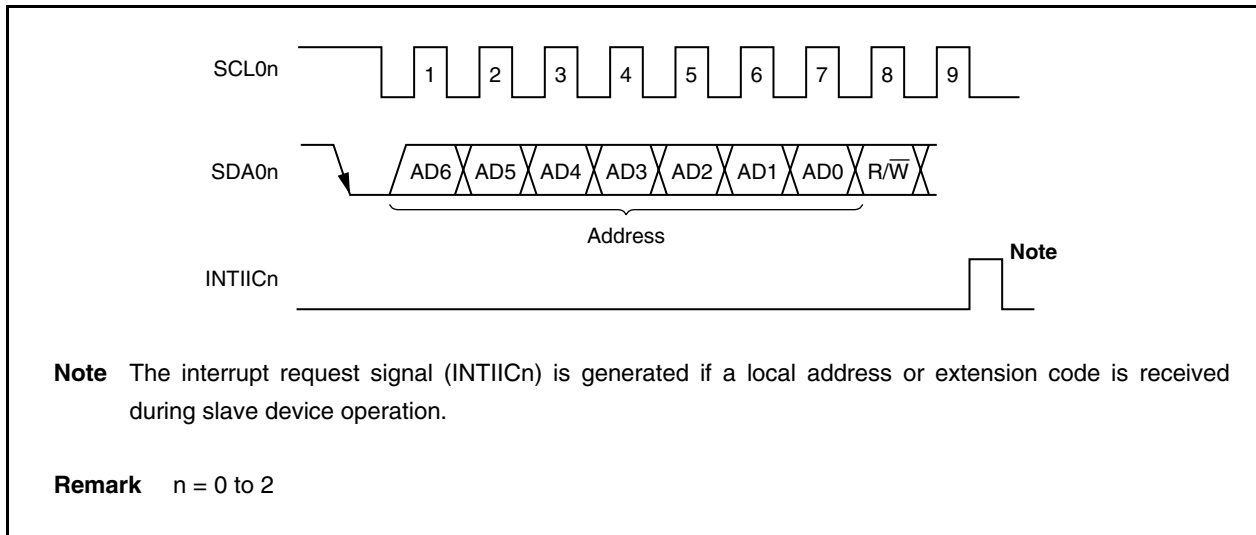 SCL0n
1 2 3 4 5 6 7 8 9
SDA0n
AD6 AD5 AD4 AD3 AD2 AD1 AD0 R/W̅
Address
INTIICn
Note
Note The interrupt request signal (INTIICn) is generated if a local address or extension code is received
during slave device operation.
Remark n = 0 to 2